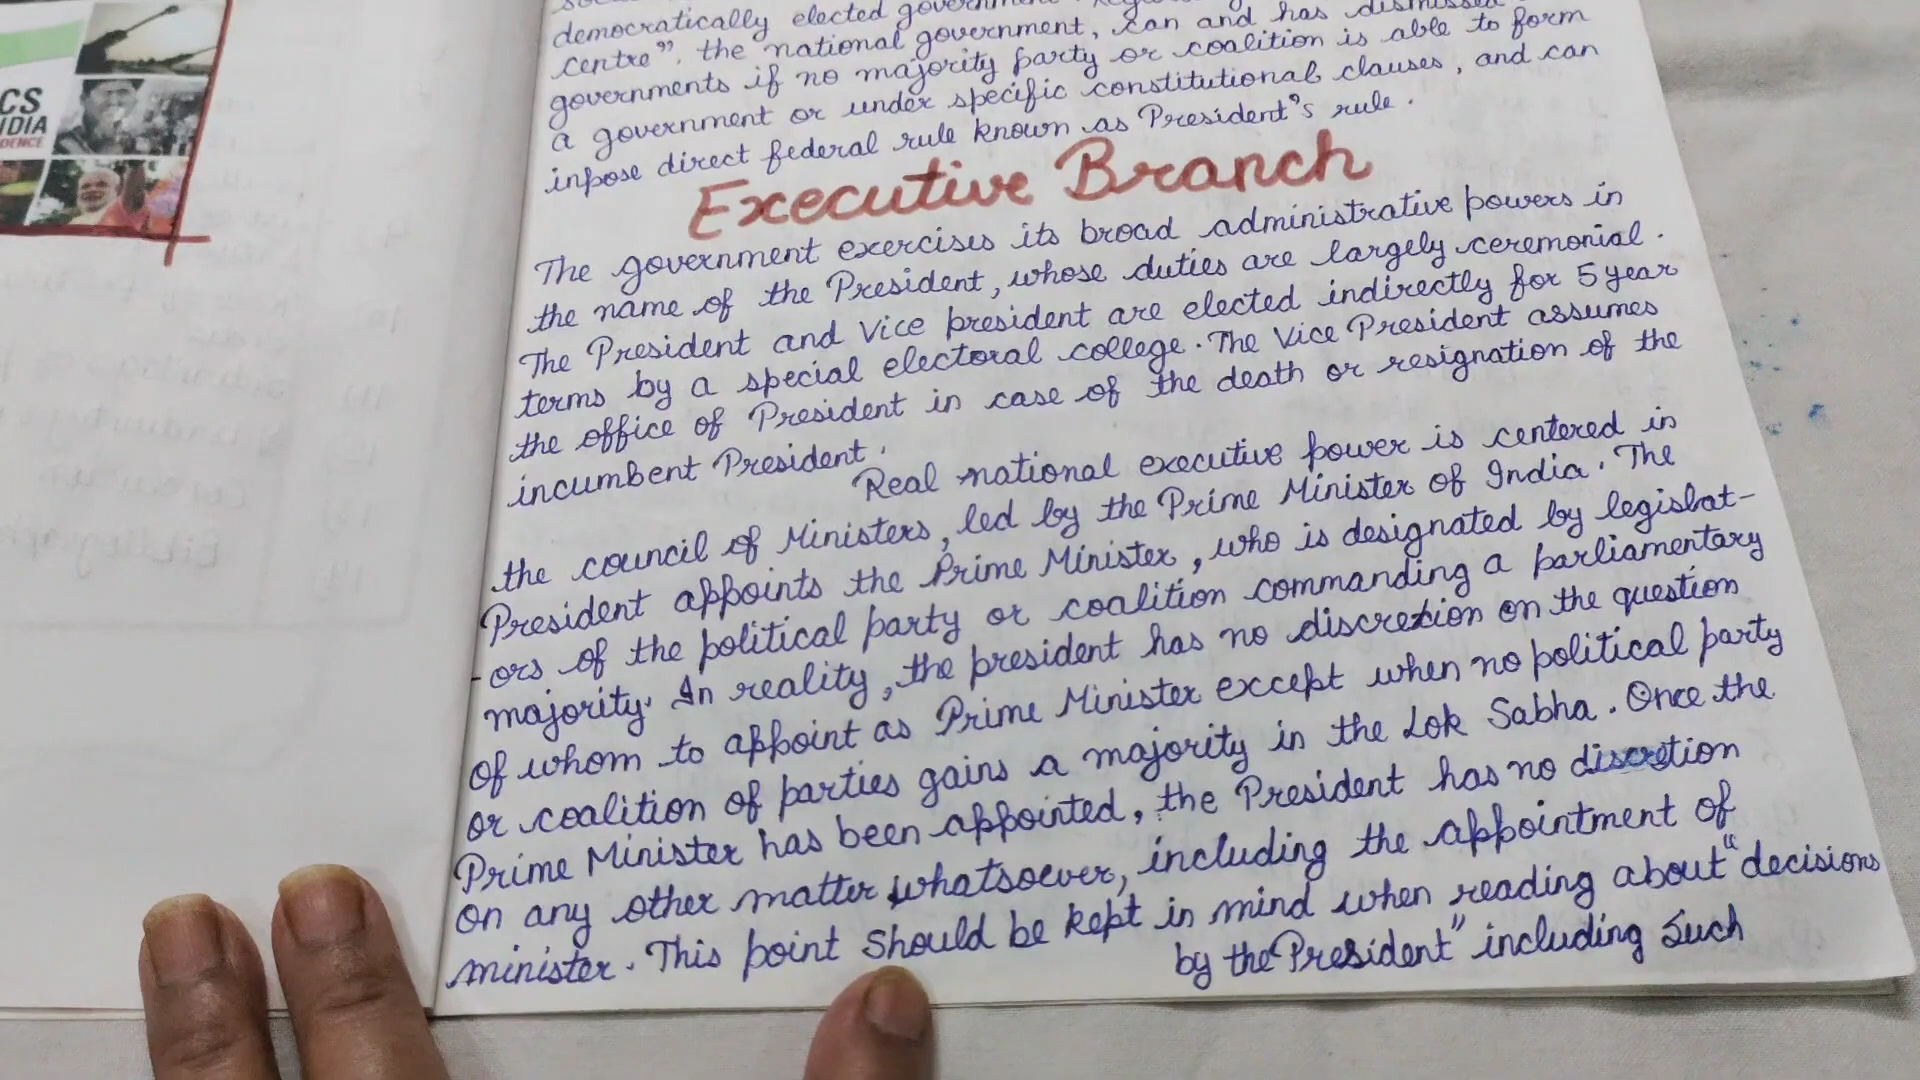 CS
INDIA
DENCE
democratically elected government.
centre", the national government, can and has dismissed
governments if no majority party or coalition is able to form
a government or under specific constitutional clauses, and can
inpose direct federal rule known as President's rule.
Executive Branch
The government exercises its broad administrative powers in
the name of the President, whose duties are largely ceremonial.
The President and Vice president are elected indirectly for 5 year
terms by a special electoral college. The Vice President assumes
the office of President in case of the death or resignation of the
incumbent President.
Real national executive power is centered in
the council of Ministers, led by the Prime Minister of India. The
President appoints the Prime Minister, who is designated by legislat-
-ors of the political party or coalition commanding a parliamentary
majority. In reality, the president has no discretion on the question
of whom to appoint as Prime Minister except when no political party
or coalition of parties gains a majority in the Lok Sabha. Once the
Prime Minister has been appointed, the President has no discretion
on any other matter whatsoever, including the appointment of
minister. This point should be kept in mind when reading about "decisions
by the President" including such